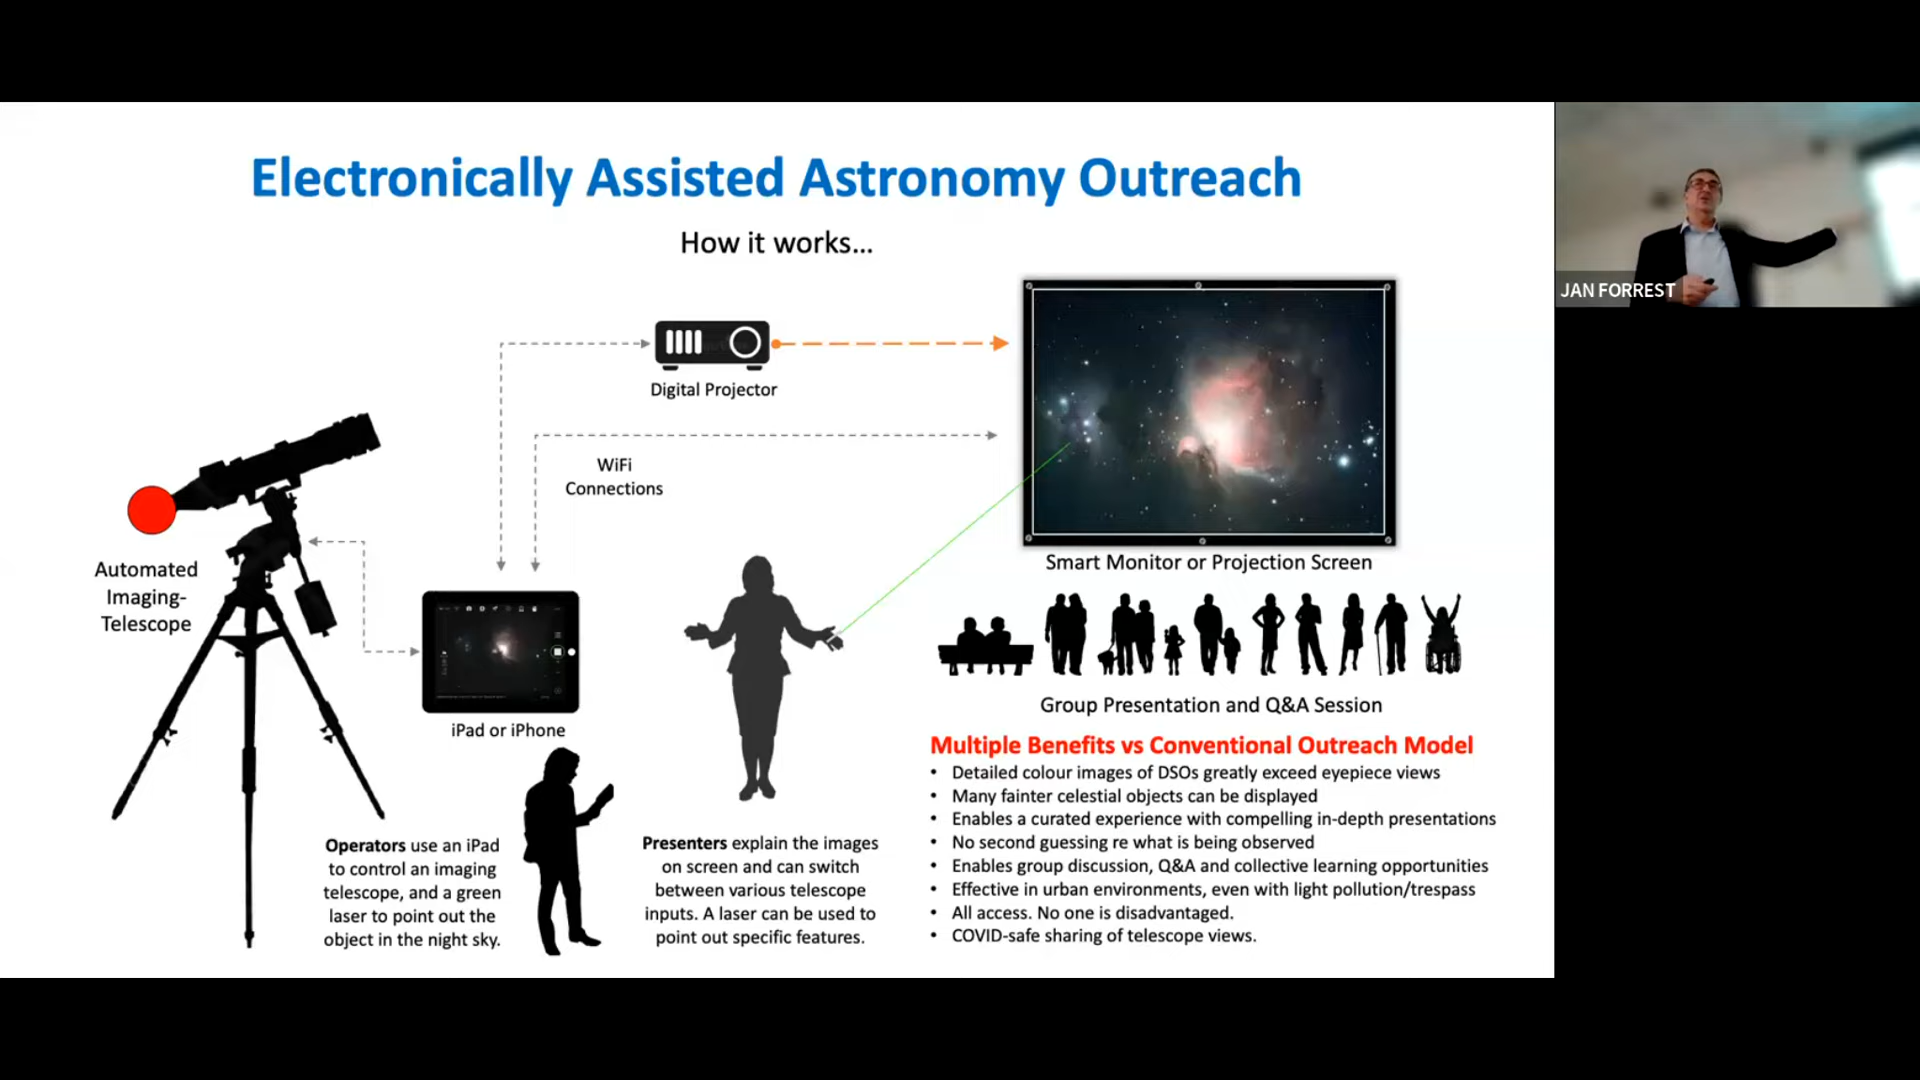 Electronically Assisted Astronomy Outreach
How it works...
JAN FORREST
Digital Projector
WiFi
Connections
Automated
Imaging-
Telescope
Smart Monitor or Projection Screen
iPad or iPhone
Group Presentation and Q&A Session
Operators use an iPad
to control an imaging
telescope, and a green
laser to point out the
object in the night sky.
Presenters explain the images
on screen and can switch
between various telescope
inputs. A laser can be used to
point out specific features.
Multiple Benefits vs Conventional Outreach Model
• Detailed colour images of DSOs greatly exceed eyepiece views
• Many fainter celestial objects can be displayed
• Enables a curated experience with compelling in-depth presentations
• No second guessing re what is being observed
• Enables group discussion, Q&A and collective learning opportunities
• Effective in urban environments, even with light pollution/trespass
• All access. No one is disadvantaged.
• COVID-safe sharing of telescope views.